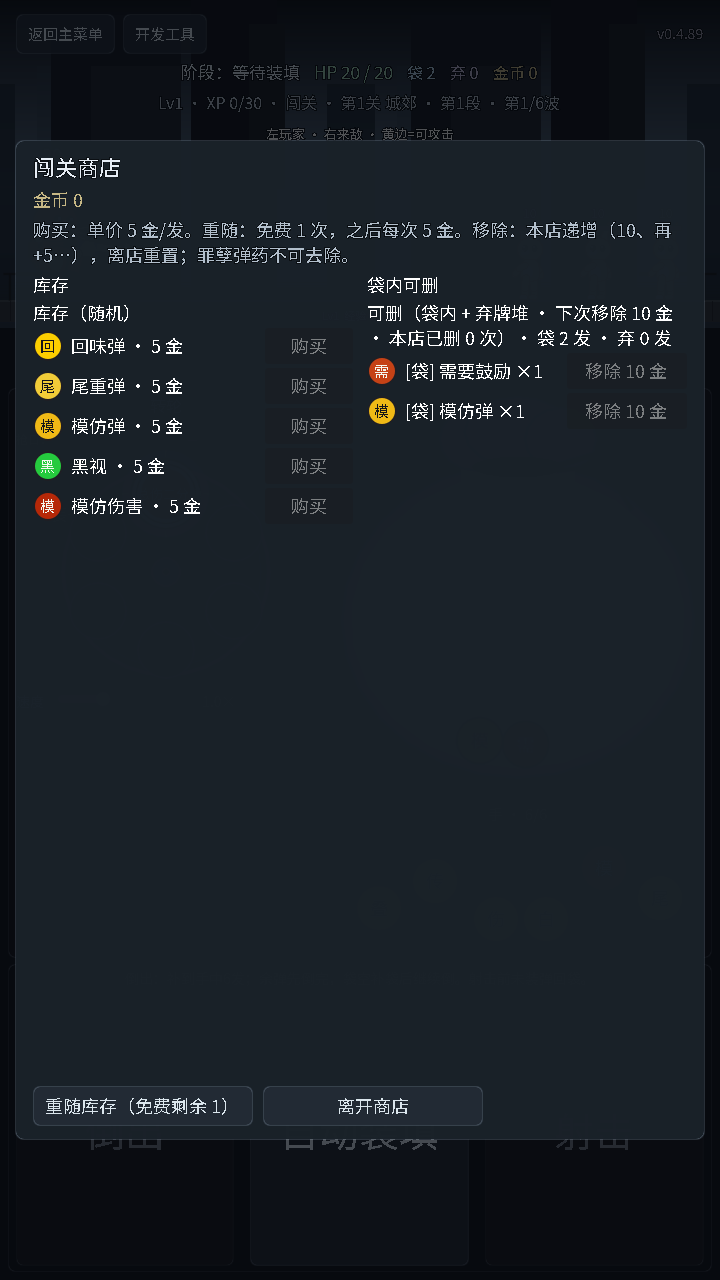 返回主菜单
开发工具
v0.4.89
阶段：等待装填 HP 20 / 20 袋 2 弃 0 金币 0
Lv1 · XP 0/30 · 闯关 · 第1关 城郊 · 第1段 · 第1/6波
左玩家 · 右来敌 · 黄边=可攻击
闯关商店
金币 0
购买：单价 5 金/发。重随：免费 1 次，之后每次 5 金。移除：本店递增（10、再
+5…），离店重置；罪孽弹药不可去除。
库存
库存（随机）
回 回味弹 · 5 金 购买
尾 尾重弹 · 5 金 购买
模 模仿弹 · 5 金 购买
黑 黑视 · 5 金 购买
模 模仿伤害 · 5 金 购买
袋内可删
可删（袋内 + 弃牌堆 · 下次移除 10 金
· 本店已删 0 次） · 袋 2 发 · 弃 0 发
需 [袋] 需要鼓励 ×1 移除 10 金
模 [袋] 模仿弹 ×1 移除 10 金
重随库存（免费剩余 1）
离开商店
自动装填
射击